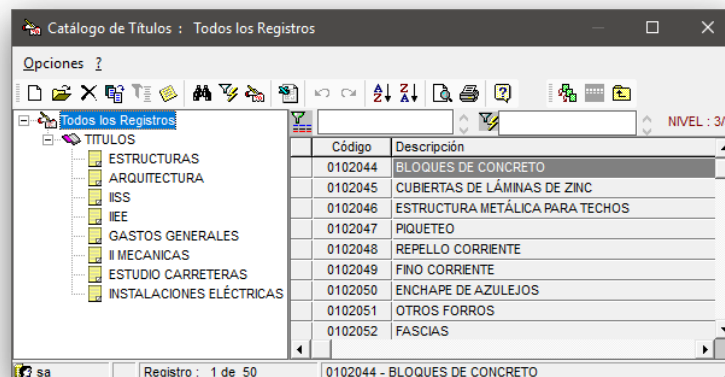 Catálogo de Títulos : Todos los Registros
Opciones ?
Todos los Registros
TITULOS
ESTRUCTURAS
ARQUITECTURA
IISS
IIEE
GASTOS GENERALES
II MECANICAS
ESTUDIO CARRETERAS
INSTALACIONES ELÉCTRICAS
NIVEL : 3/
Código Descripción
0102044 BLOQUES DE CONCRETO
0102045 CUBIERTAS DE LÁMINAS DE ZINC
0102046 ESTRUCTURA METÁLICA PARA TECHOS
0102047 PIQUETEO
0102048 REPELLO CORRIENTE
0102049 FINO CORRIENTE
0102050 ENCHAPE DE AZULEJOS
0102051 OTROS FORROS
0102052 FASCIAS
sa Registro : 1 de 50 0102044 - BLOQUES DE CONCRETO